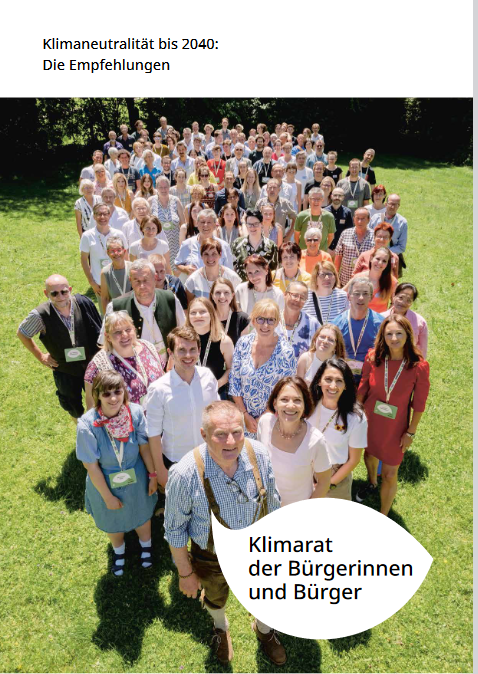 Klimaneutralität bis 2040:
Die Empfehlungen
Klimarat
der Bürgerinnen
und Bürger